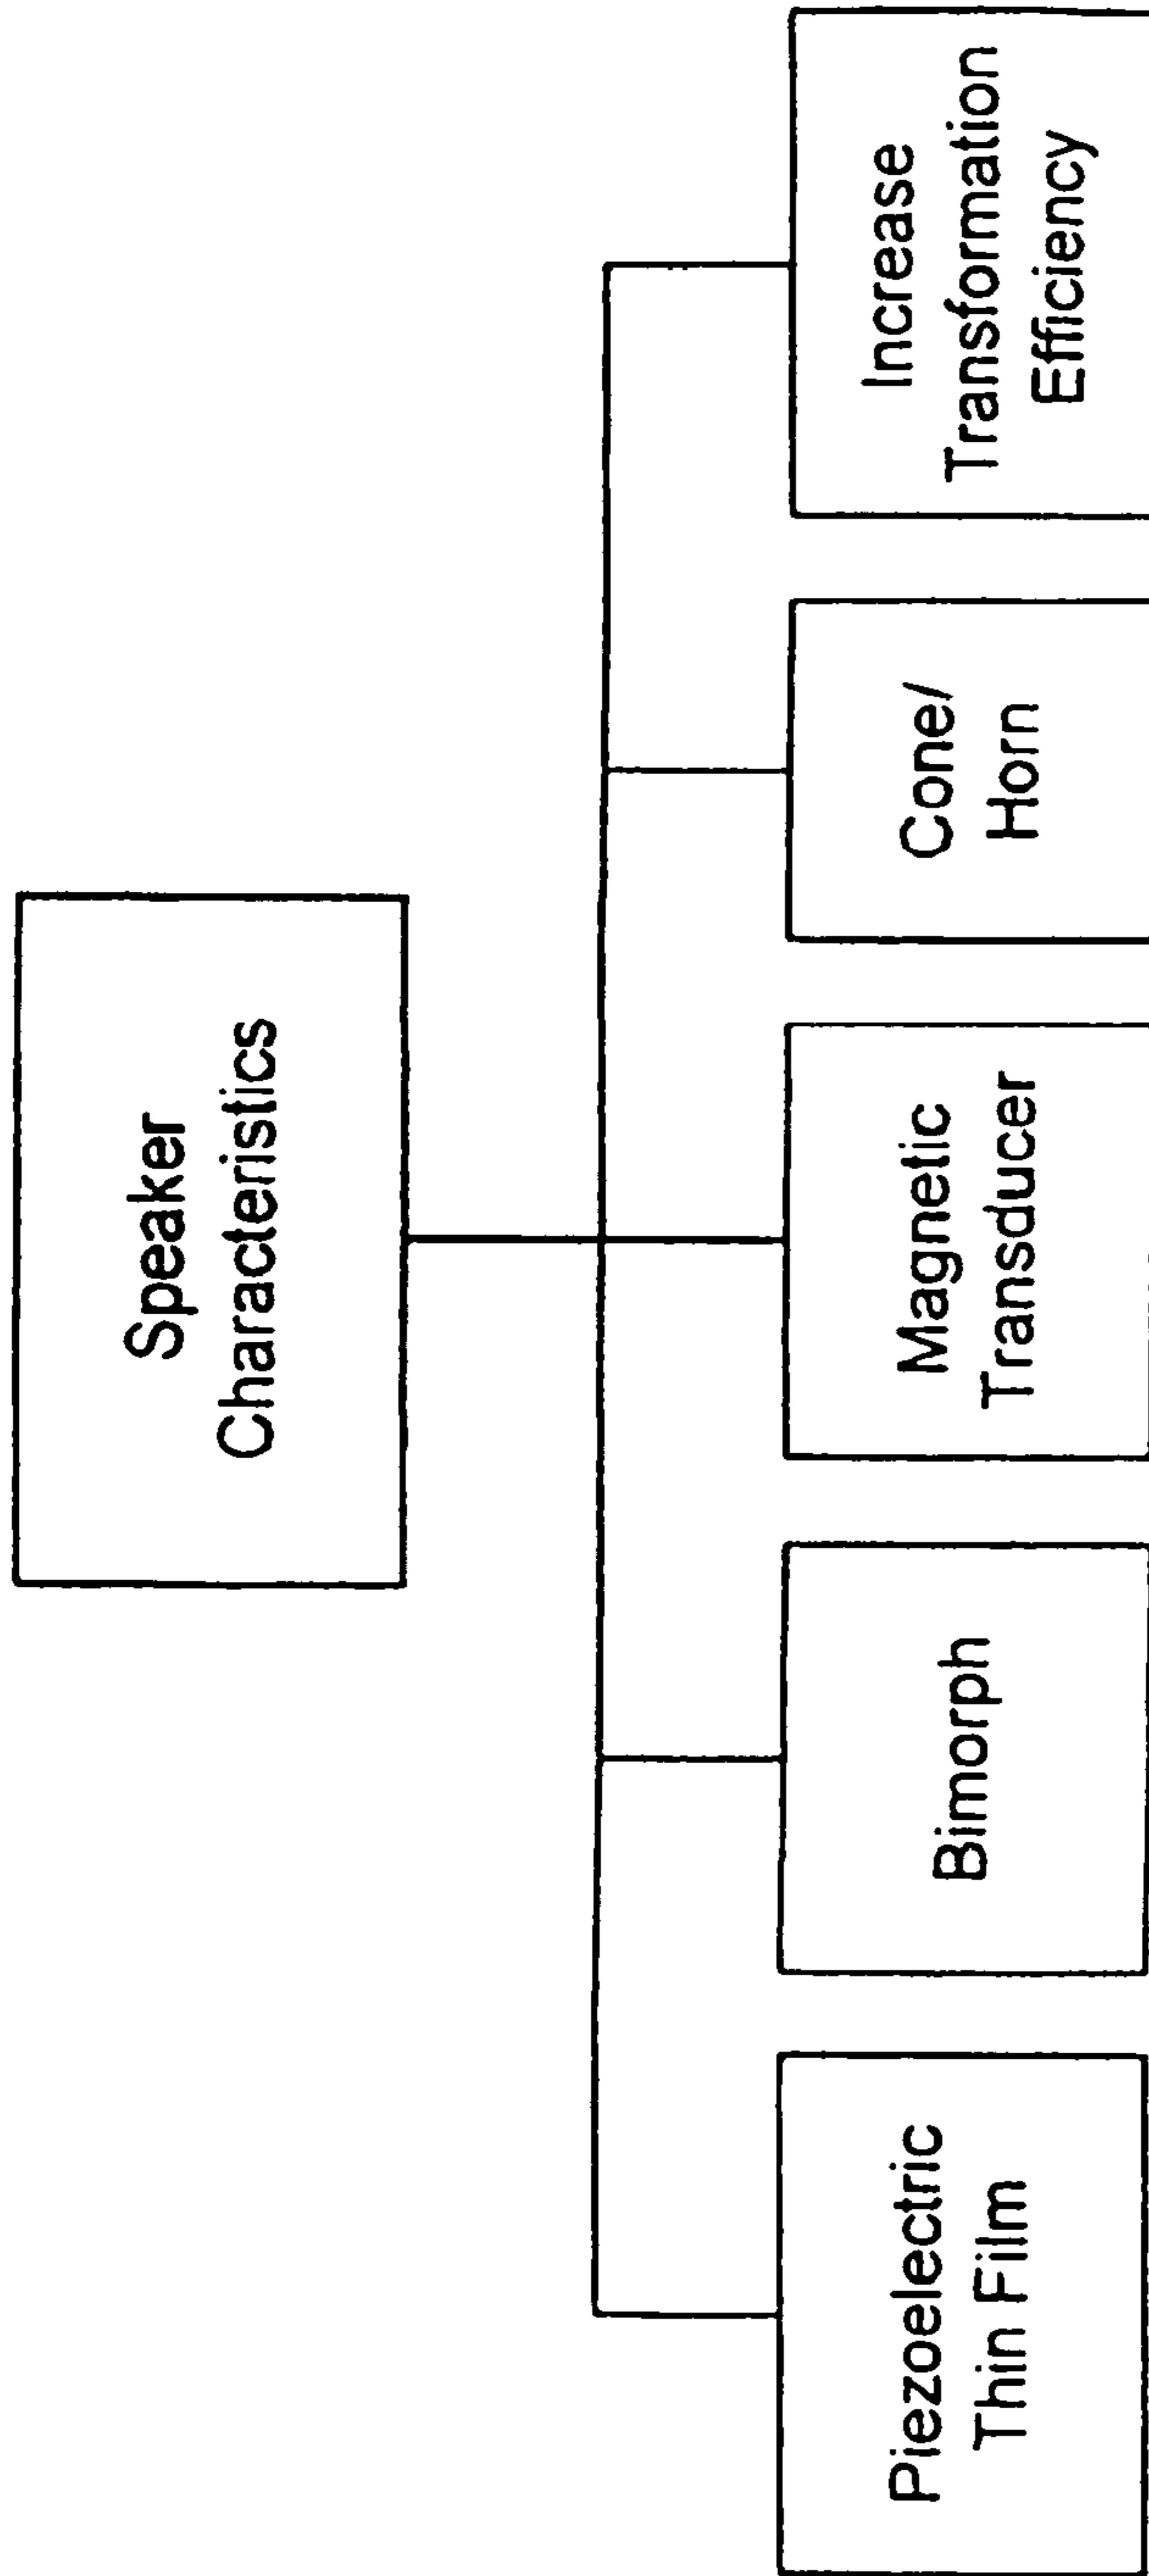 Speaker
Characteristics
Piezoelectric
Thin Film
Bimorph
Magnetic
Transducer
Cone/
Horn
Increase
Transformation
Efficiency